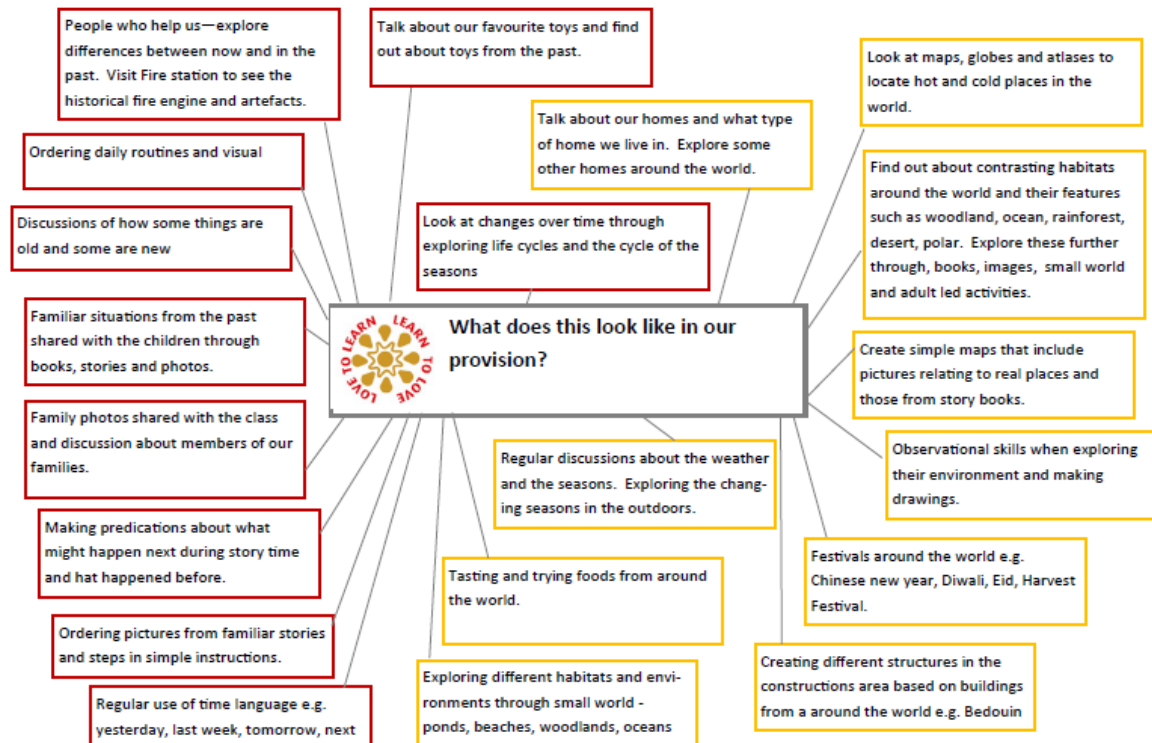 People who help us—explore
differences between now and in the
past.  Visit Fire station to see the
historical fire engine and artefacts.
Talk about our favourite toys and find
out about toys from the past.
Look at maps, globes and atlases to
locate hot and cold places in the
world.
Talk about our homes and what type
of home we live in.  Explore some
other homes around the world.
Ordering daily routines and visual
Find out about contrasting habitats
around the world and their features
such as woodland, ocean, rainforest,
desert, polar.  Explore these further
through, books, images,  small world
and adult led activities.
Discussions of how some things are
old and some are new
Look at changes over time through
exploring life cycles and the cycle of the
seasons
Familiar situations from the past
shared with the children through
books, stories and photos.
LOVE TO LEARN LEARN TO LOVE
What does this look like in our
provision?
Create simple maps that include
pictures relating to real places and
those from story books.
Family photos shared with the class
and discussion about members of our
families.
Regular discussions about the weather
and the seasons.  Exploring the chang-
ing seasons in the outdoors.
Observational skills when exploring
their environment and making
drawings.
Making predications about what
might happen next during story time
and hat happened before.
Tasting and trying foods from around
the world.
Festivals around the world e.g.
Chinese new year, Diwali, Eid, Harvest
Festival.
Ordering pictures from familiar stories
and steps in simple instructions.
Exploring different habitats and envi-
ronments through small world -
ponds, beaches, woodlands, oceans
Creating different structures in the
constructions area based on buildings
from a around the world e.g. Bedouin
Regular use of time language e.g.
yesterday, last week, tomorrow, next